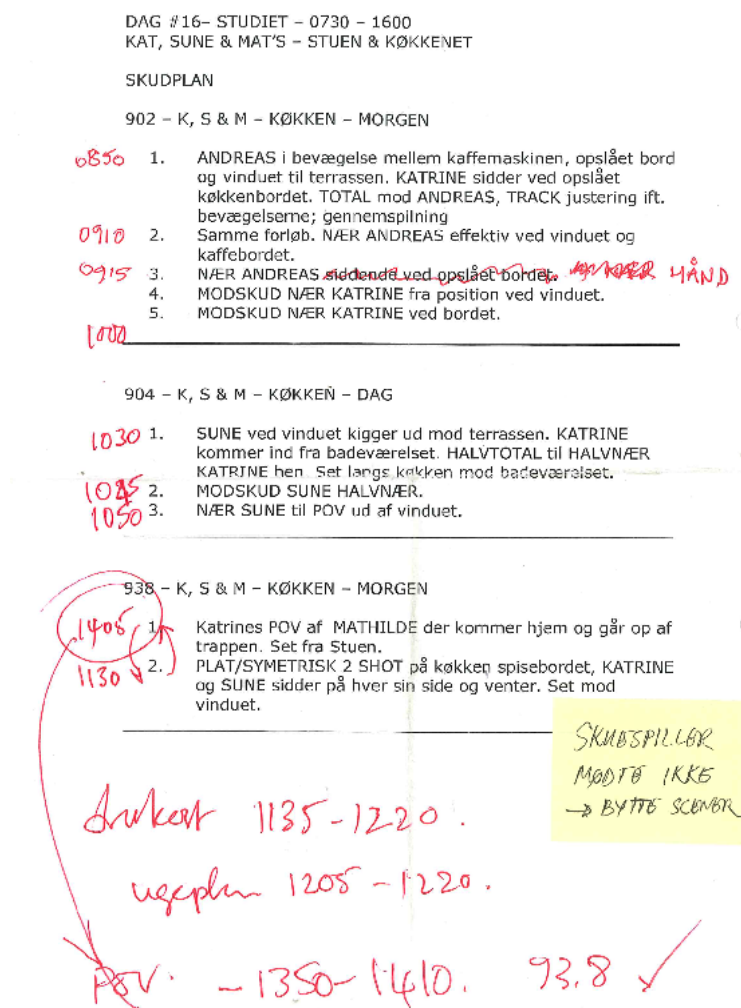 DAG #16– STUDIET – 0730 – 1600
KAT, SUNE & MAT'S – STUEN & KØKKENET
SKUDPLAN
902 – K, S & M – KØKKEN – MORGEN
0850 1. ANDREAS i bevægelse mellem kaffemaskinen, opslået bord
og vinduet til terrassen. KATRINE sidder ved opslået
køkkenbordet. TOTAL mod ANDREAS, TRACK justering ift.
bevægelserne; gennemspilning
0910 2. Samme forløb. NÆR ANDREAS effektiv ved vinduet og
kaffebordet.
0915 3. NÆR ANDREAS siddende ved opslået bordet. HÅND
4. MODSKUD NÆR KATRINE fra position ved vinduet.
5. MODSKUD NÆR KATRINE ved bordet.
1000
904 – K, S & M – KØKKEN – DAG
1030 1. SUNE ved vinduet kigger ud mod terrassen. KATRINE
kommer ind fra badeværelset. HALVTOTAL til HALVNÆR
KATRINE hen. Set langs køkken mod badeværelset.
1045 2. MODSKUD SUNE HALVNÆR.
1050 3. NÆR SUNE til POV ud af vinduet.
938 – K, S & M – KØKKEN – MORGEN
1405 1. Katrines POV af MATHILDE der kommer hjem og går op af
trappen. Set fra Stuen.
1130 2. PLAT/SYMETRISK 2 SHOT på køkken spisebordet, KATRINE
og SUNE sidder på hver sin side og venter. Set mod
vinduet.
SKUESPILLER
MØDTE IKKE
→ BYTTE SCENER
1135-1220.
ugeplan 1205-1220.
POV. - 1350-1410. 93.8 ✓